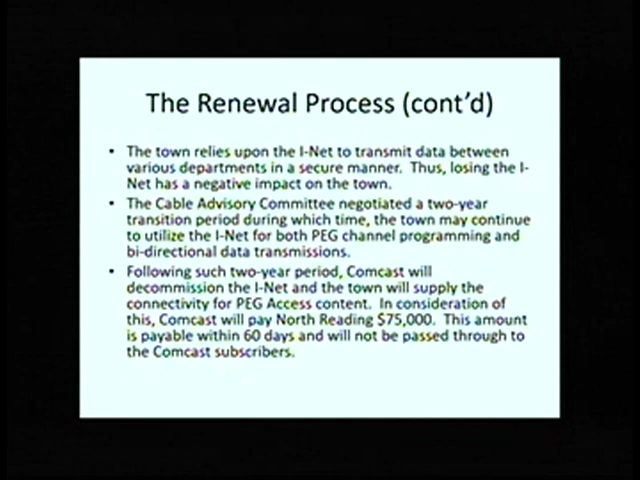 The Renewal Process (cont'd)
• The town relies upon the I-Net to transmit data between
various departments in a secure manner.  Thus, losing the I-
Net has a negative impact on the town.
• The Cable Advisory Committee negotiated a two-year
transition period during which time, the town may continue
to utilize the I-Net for both PEG channel programming and
bi-directional data transmissions.
• Following such two-year period, Comcast will
decommission the I-Net and the town will supply the
connectivity for PEG Access content.  In consideration of
this, Comcast will pay North Reading $75,000.  This amount
is payable within 60 days and will not be passed through to
the Comcast subscribers.